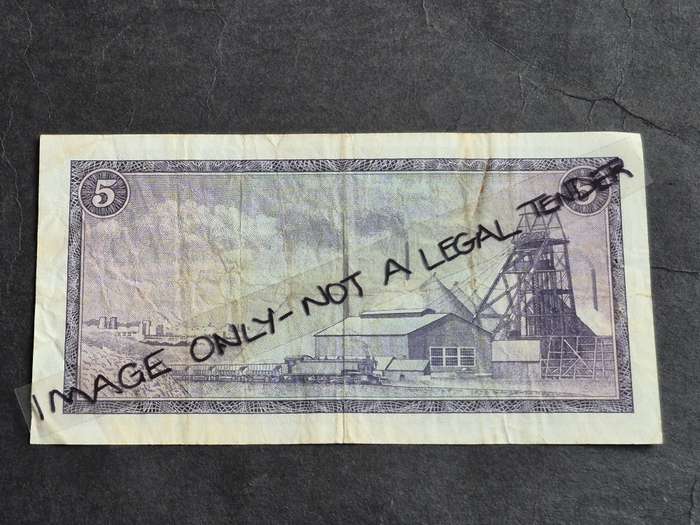 5
IMAGE ONLY- NOT A LEGAL TENDER